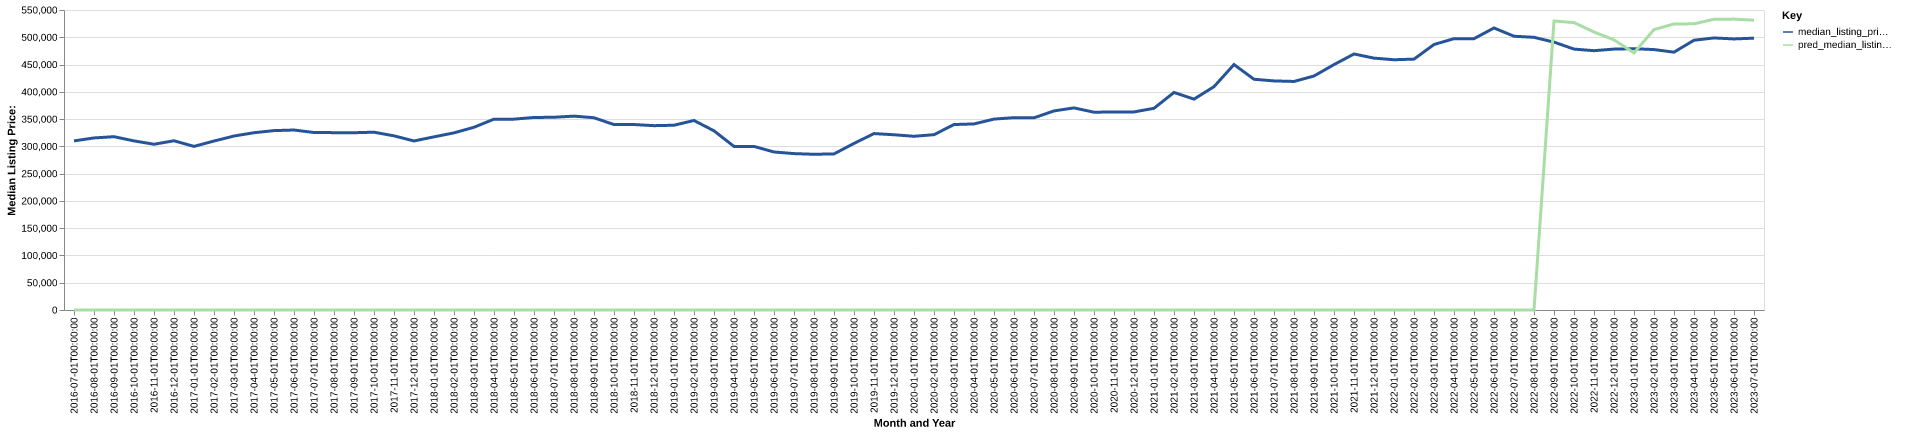 550,000
500,000
450,000
400,000
350,000
300,000
250,000
200,000
150,000
100,000
50,000
0
Median Listing Price:
2016-07-01T00:00:00
2016-08-01T00:00:00
2016-09-01T00:00:00
2016-10-01T00:00:00
2016-11-01T00:00:00
2016-12-01T00:00:00
2017-01-01T00:00:00
2017-02-01T00:00:00
2017-03-01T00:00:00
2017-04-01T00:00:00
2017-05-01T00:00:00
2017-06-01T00:00:00
2017-07-01T00:00:00
2017-08-01T00:00:00
2017-09-01T00:00:00
2017-10-01T00:00:00
2017-11-01T00:00:00
2017-12-01T00:00:00
2018-01-01T00:00:00
2018-02-01T00:00:00
2018-03-01T00:00:00
2018-04-01T00:00:00
2018-05-01T00:00:00
2018-06-01T00:00:00
2018-07-01T00:00:00
2018-08-01T00:00:00
2018-09-01T00:00:00
2018-10-01T00:00:00
2018-11-01T00:00:00
2018-12-01T00:00:00
2019-01-01T00:00:00
2019-02-01T00:00:00
2019-03-01T00:00:00
2019-04-01T00:00:00
2019-05-01T00:00:00
2019-06-01T00:00:00
2019-07-01T00:00:00
2019-08-01T00:00:00
2019-09-01T00:00:00
2019-10-01T00:00:00
2019-11-01T00:00:00
2019-12-01T00:00:00
2020-01-01T00:00:00
2020-02-01T00:00:00
2020-03-01T00:00:00
2020-04-01T00:00:00
2020-05-01T00:00:00
2020-06-01T00:00:00
2020-07-01T00:00:00
2020-08-01T00:00:00
2020-09-01T00:00:00
2020-10-01T00:00:00
2020-11-01T00:00:00
2020-12-01T00:00:00
2021-01-01T00:00:00
2021-02-01T00:00:00
2021-03-01T00:00:00
2021-04-01T00:00:00
2021-05-01T00:00:00
2021-06-01T00:00:00
2021-07-01T00:00:00
2021-08-01T00:00:00
2021-09-01T00:00:00
2021-10-01T00:00:00
2021-11-01T00:00:00
2021-12-01T00:00:00
2022-01-01T00:00:00
2022-02-01T00:00:00
2022-03-01T00:00:00
2022-04-01T00:00:00
2022-05-01T00:00:00
2022-06-01T00:00:00
2022-07-01T00:00:00
2022-08-01T00:00:00
2022-09-01T00:00:00
2022-10-01T00:00:00
2022-11-01T00:00:00
2022-12-01T00:00:00
2023-01-01T00:00:00
2023-02-01T00:00:00
2023-03-01T00:00:00
2023-04-01T00:00:00
2023-05-01T00:00:00
2023-06-01T00:00:00
2023-07-01T00:00:00
Month and Year
Key
median_listing_pri…
pred_median_listin…